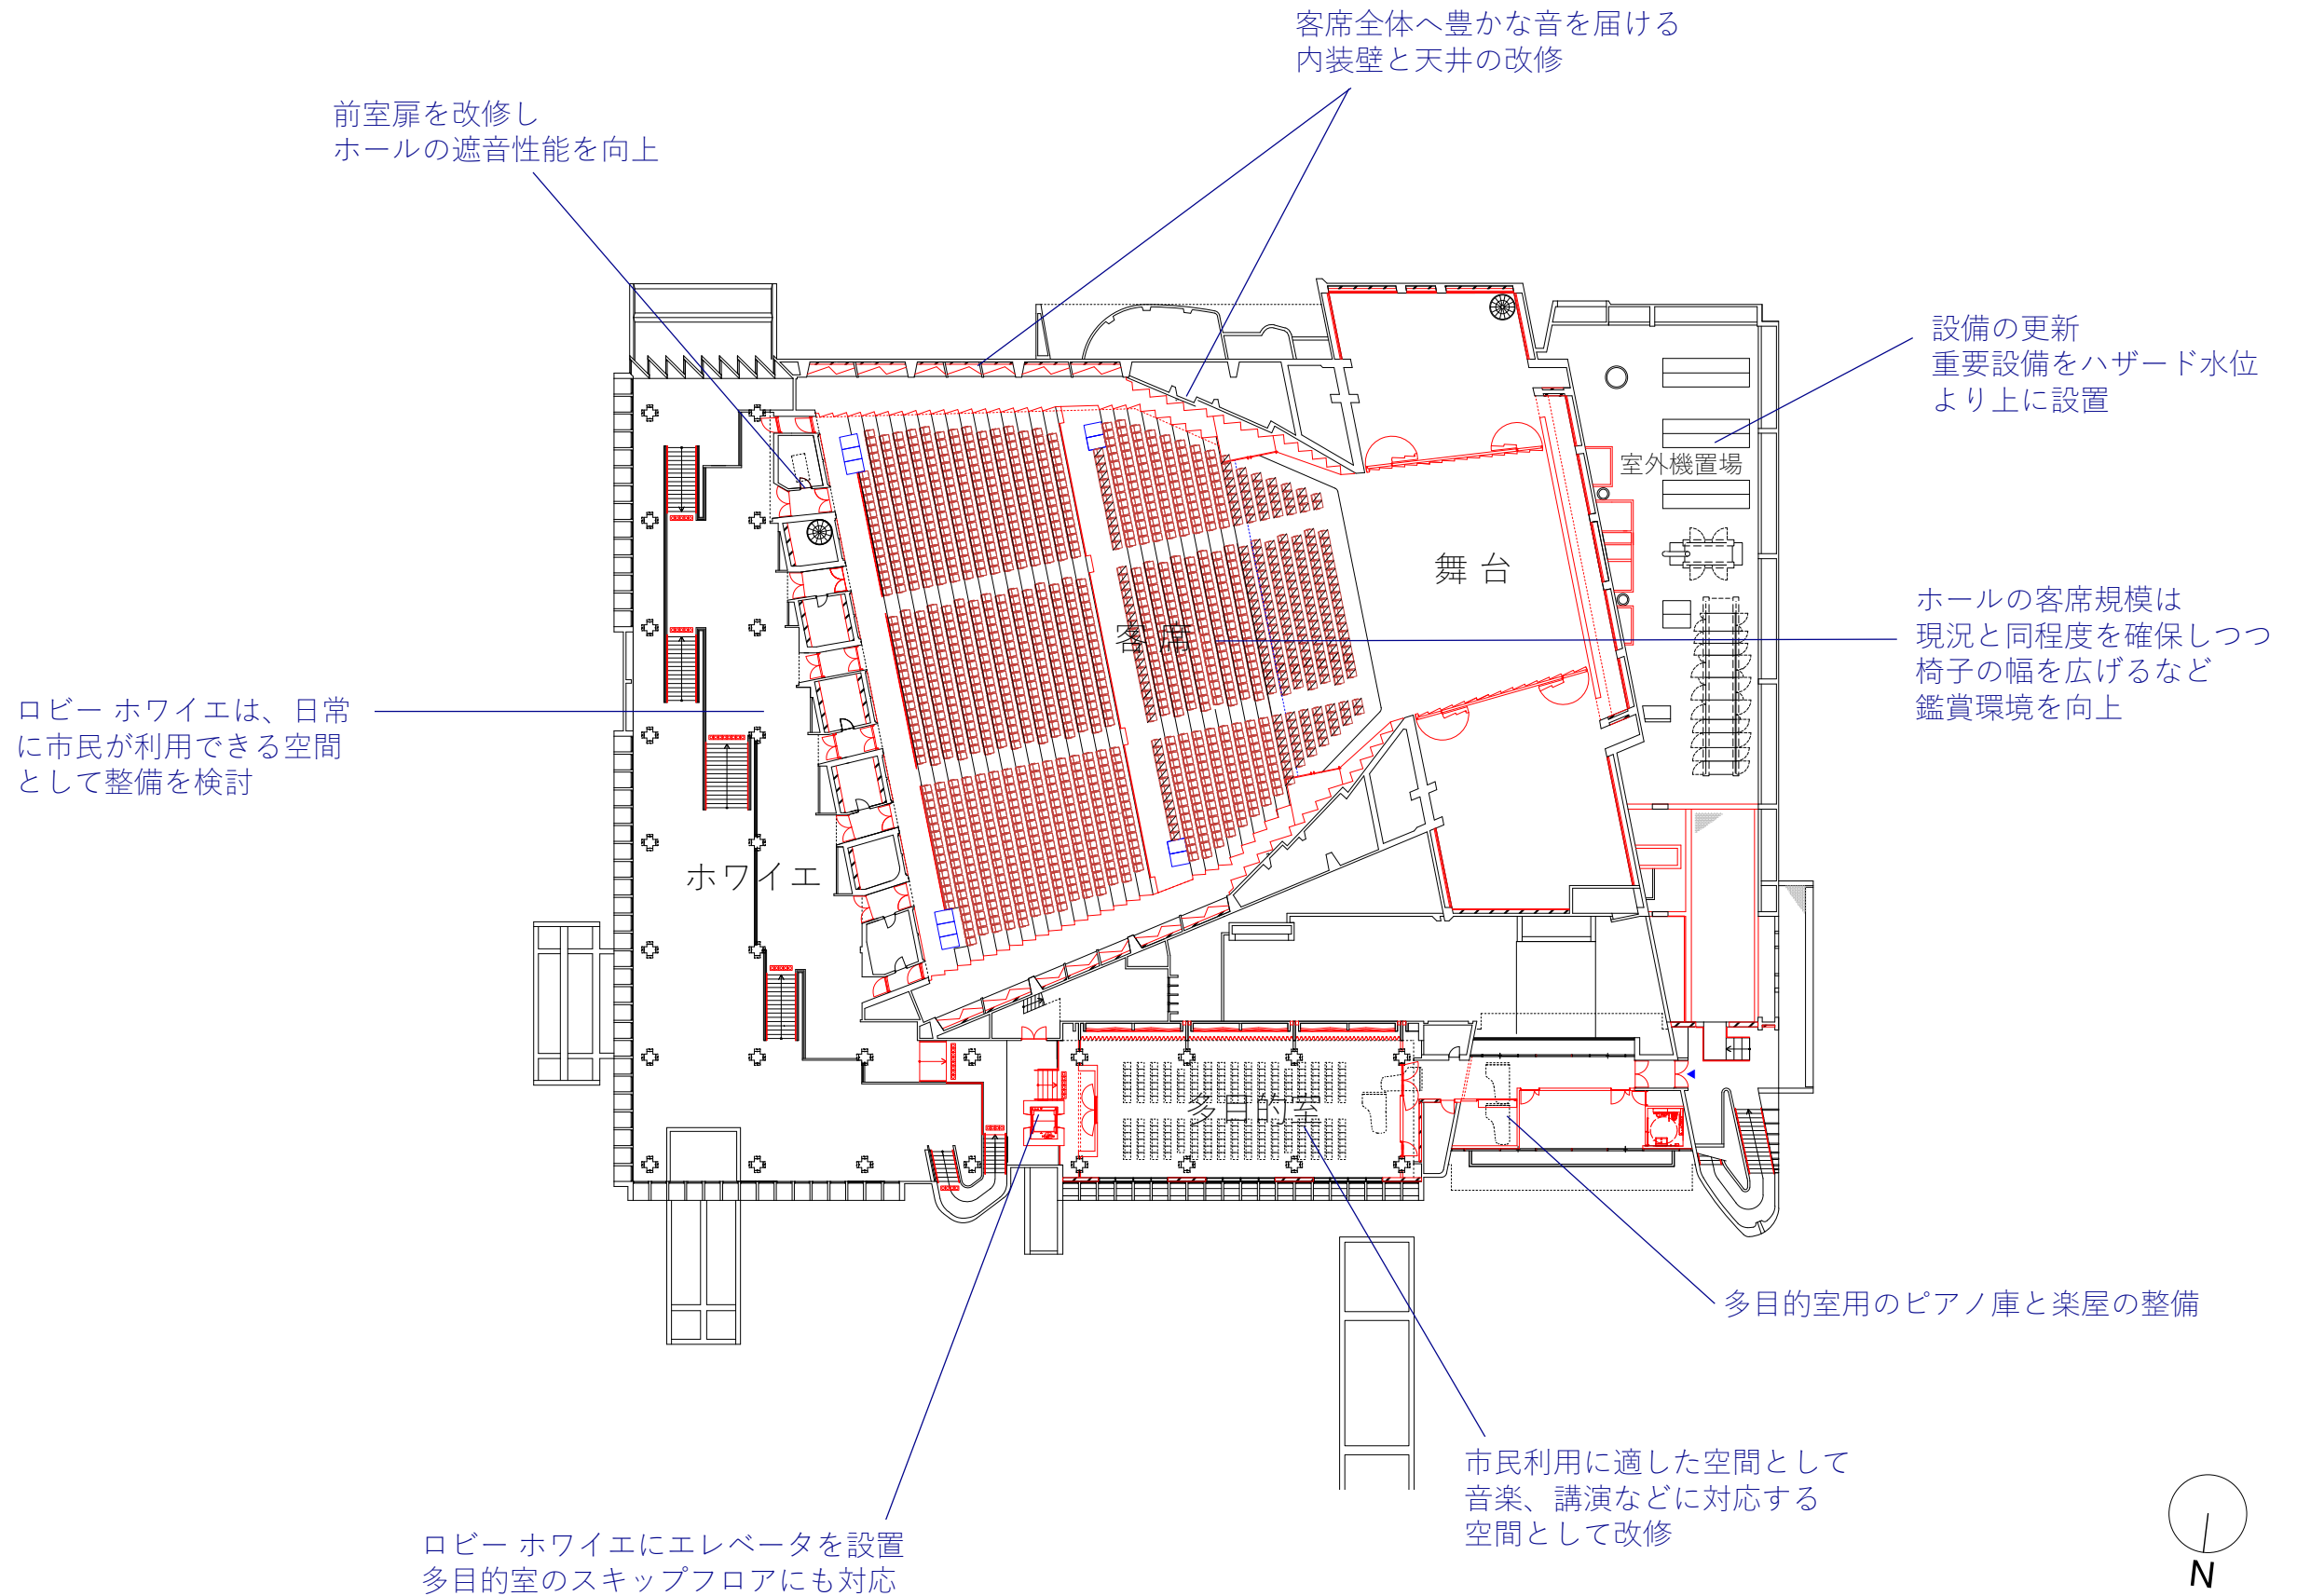 客席全体へ豊かな音を届ける
内装壁と天井の改修
前室扉を改修し
ホールの遮音性能を向上
設備の更新
重要設備をハザード水位
より上に設置
室外機置場
舞台
ホールの客席規模は
現況と同程度を確保しつつ
椅子の幅を広げるなど
鑑賞環境を向上
客席
ロビー ホワイエは、日常
に市民が利用できる空間
として整備を検討
ホワイエ
多目的室
多目的室用のピアノ庫と楽屋の整備
市民利用に適した空間として
音楽、講演などに対応する
空間として改修
ロビー ホワイエにエレベータを設置
多目的室のスキップフロアにも対応
N